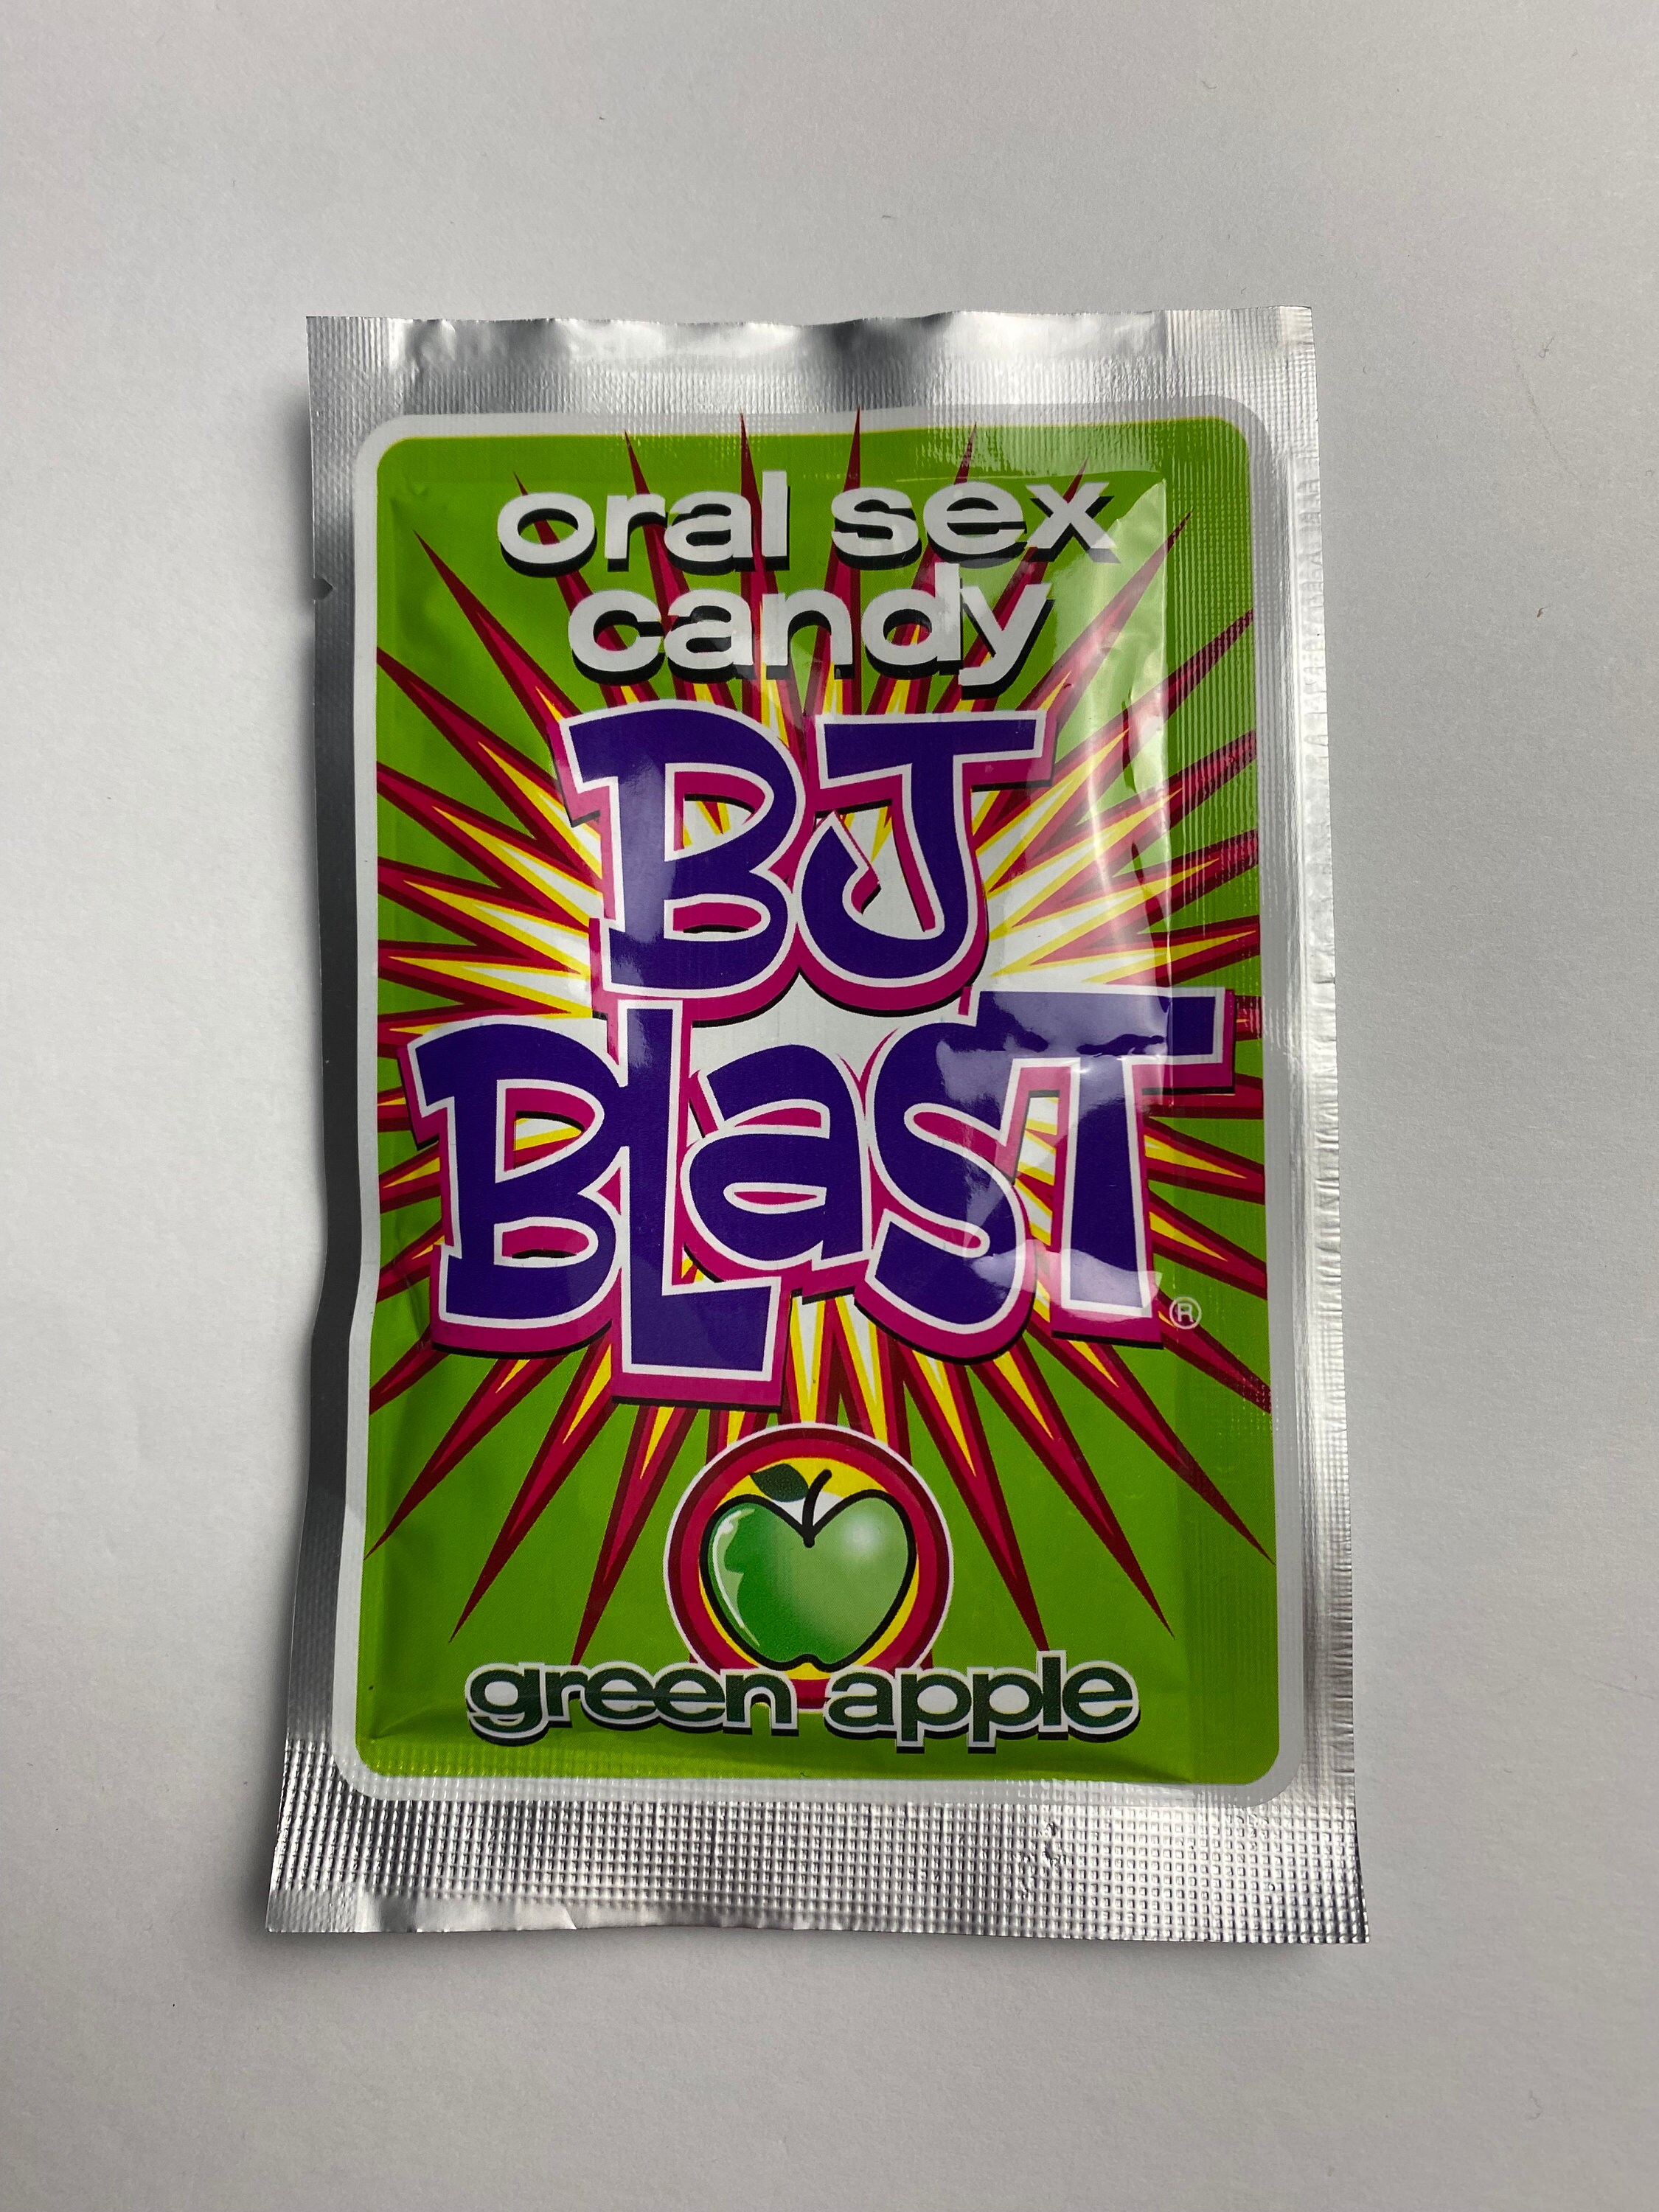 oral sex
candy
BJ
BLaST
®
green apple